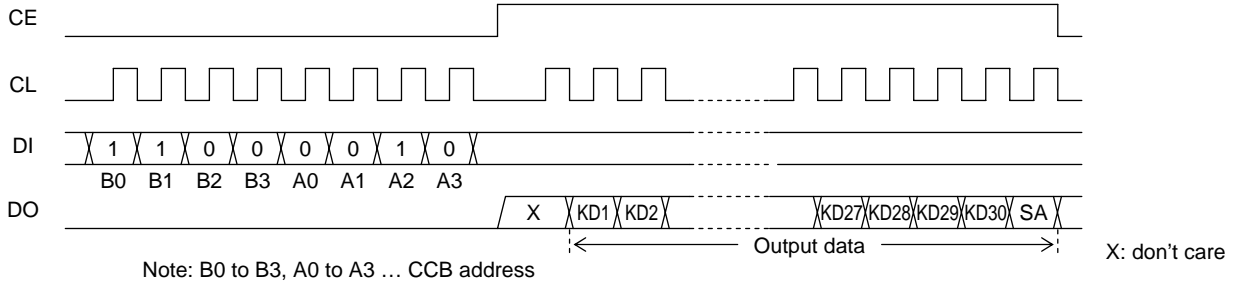 CE
CL
DI 1 1 0 0 0 0 1 0
B0 B1 B2 B3 A0 A1 A2 A3
DO X KD1 KD2 KD27 KD28 KD29 KD30 SA
Output data
X: don't care
Note: B0 to B3, A0 to A3 … CCB address